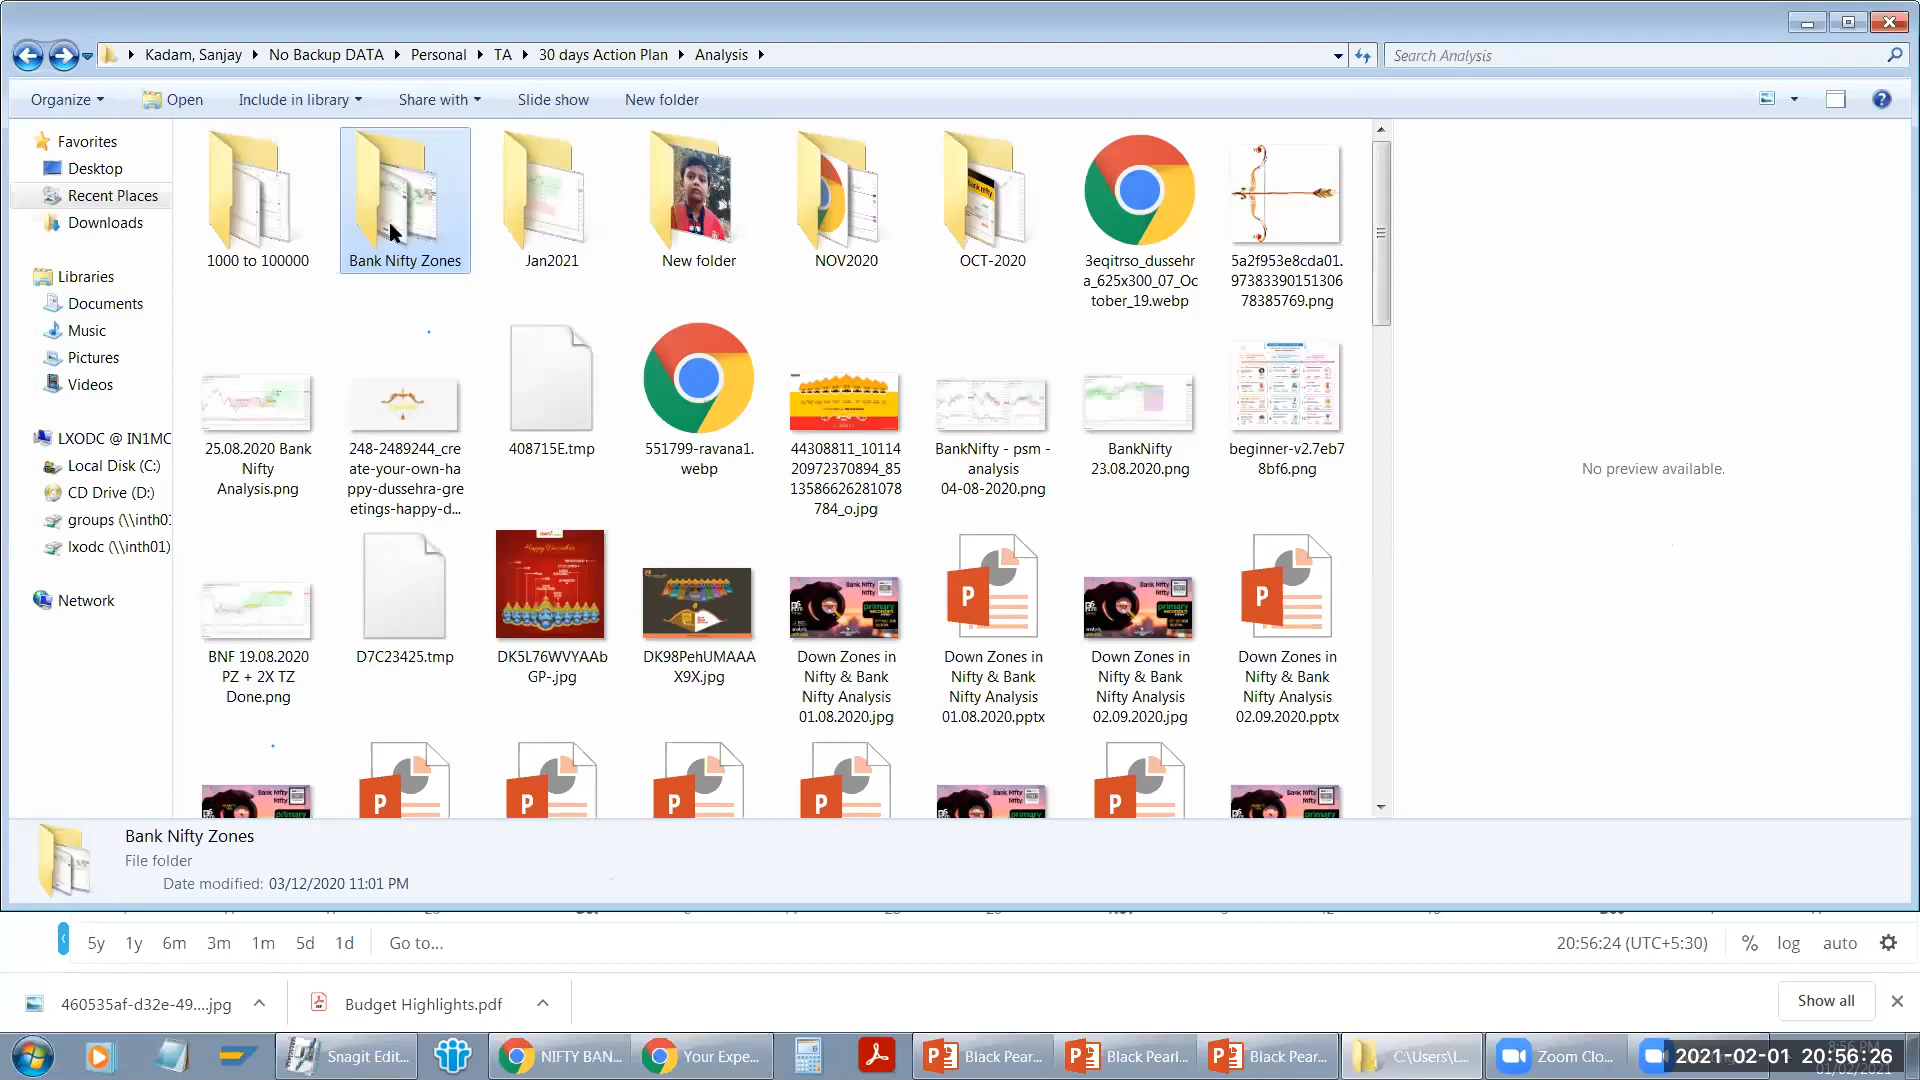 Kadam, Sanjay No Backup DATA Personal TA 30 days Action Plan Analysis
Search Analysis
Organize Open Include in library Share with Slide show New folder
Favorites
Desktop
Recent Places
Downloads
Libraries
Documents
Music
Pictures
Videos
LXODC @ IN1MC
Local Disk (C:)
CD Drive (D:)
groups (\\inth01
lxodc (\\inth01)
Network
1000 to 100000
Bank Nifty Zones
Jan2021
New folder
NOV2020
OCT-2020
3eqitrso_dussehr
a_625x300_07_Oc
tober_19.webp
5a2f953e8cda01.
97383390151306
78385769.png
25.08.2020 Bank
Nifty
Analysis.png
248-2489244_cre
ate-your-own-ha
ppy-dussehra-gre
etings-happy-d...
408715E.tmp
551799-ravana1.
webp
44308811_10114
20972370894_85
13586626281078
784_o.jpg
BankNifty - psm -
analysis
04-08-2020.png
BankNifty
23.08.2020.png
beginner-v2.7eb7
8bf6.png
BNF 19.08.2020
PZ + 2X TZ
Done.png
D7C23425.tmp
DK5L76WVYAAb
GP-.jpg
DK98PehUMAAA
X9X.jpg
Down Zones in
Nifty & Bank
Nifty Analysis
01.08.2020.jpg
Down Zones in
Nifty & Bank
Nifty Analysis
01.08.2020.pptx
Down Zones in
Nifty & Bank
Nifty Analysis
02.09.2020.jpg
Down Zones in
Nifty & Bank
Nifty Analysis
02.09.2020.pptx
No preview available.
Bank Nifty Zones
File folder
Date modified: 03/12/2020 11:01 PM
5y 1y 6m 3m 1m 5d 1d Go to... 20:56:24 (UTC+5:30) % log auto
460535af-d32e-49....jpg Budget Highlights.pdf Show all
Snagit Edit... NIFTY BAN... Your Expe... Black Pear... Black Pearl... Black Pear... C:\Users\L... Zoom Clo...
2021-02-01 20:56:26